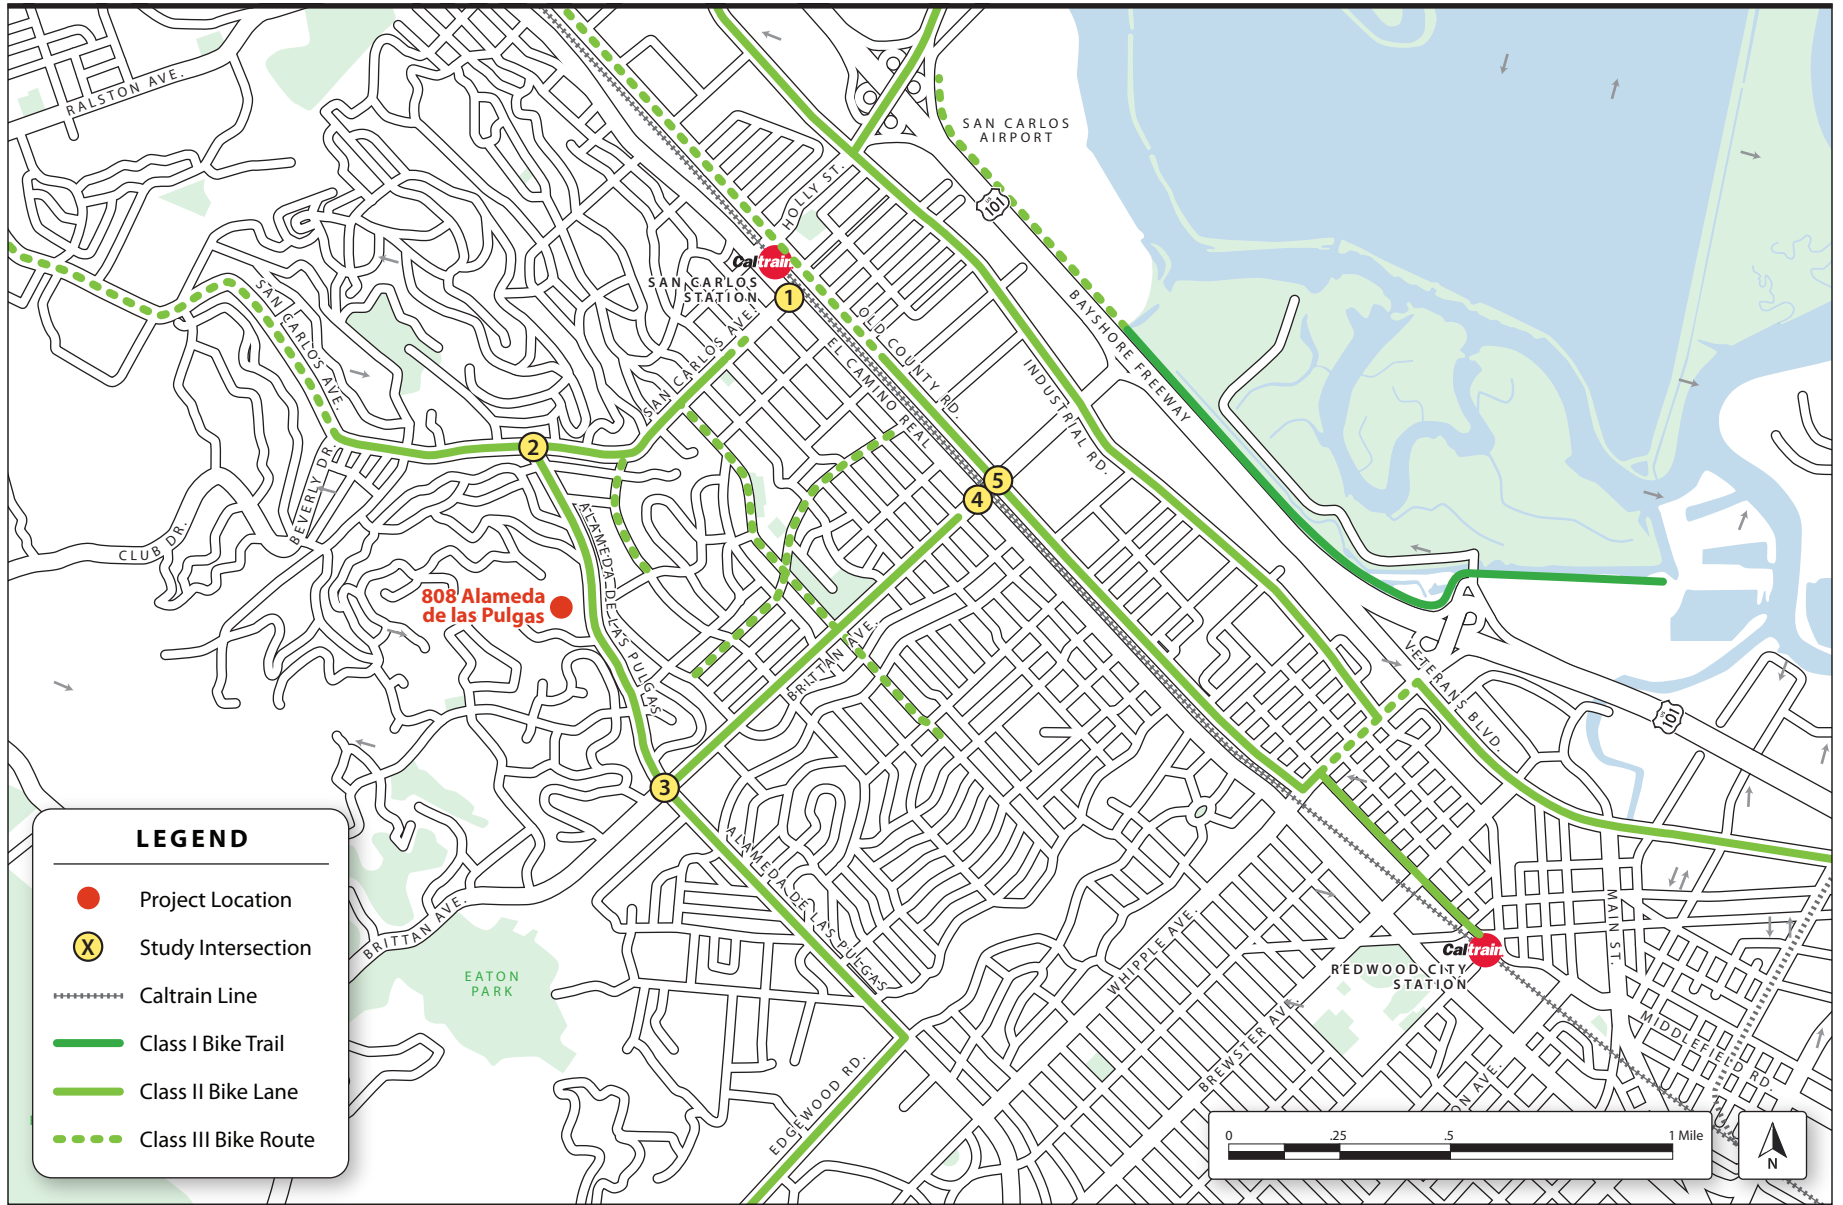 RALSTON AVE.
SAN CARLOS
AIRPORT
HOLLY ST.
US
101
Caltrain
SAN CARLOS
STATION
1
SAN CARLOS AVE.
SAN CARLOS AVE.
OLD COUNTY RD.
EL CAMINO REAL
BAYSHORE FREEWAY
INDUSTRIAL RD.
2
BEVERLY DR.
CLUB DR.
5
4
ALAMEDA DE LAS PULGAS
808 Alameda
de las Pulgas
BRITTAN AVE.
VETERANS BLVD.
US
101
3
ALAMEDA DE LAS PULGAS
BRITTAN AVE.
EATON
PARK
WHIPPLE AVE.
MAIN ST.
Caltrain
REDWOOD CITY
STATION
BREWSTER AVE.
MIDDLEFIELD RD.
EDGEWOOD RD.
ON AVE.
LEGEND
Project Location
X Study Intersection
Caltrain Line
Class I Bike Trail
Class II Bike Lane
Class III Bike Route
0 .25 .5 1 Mile
N